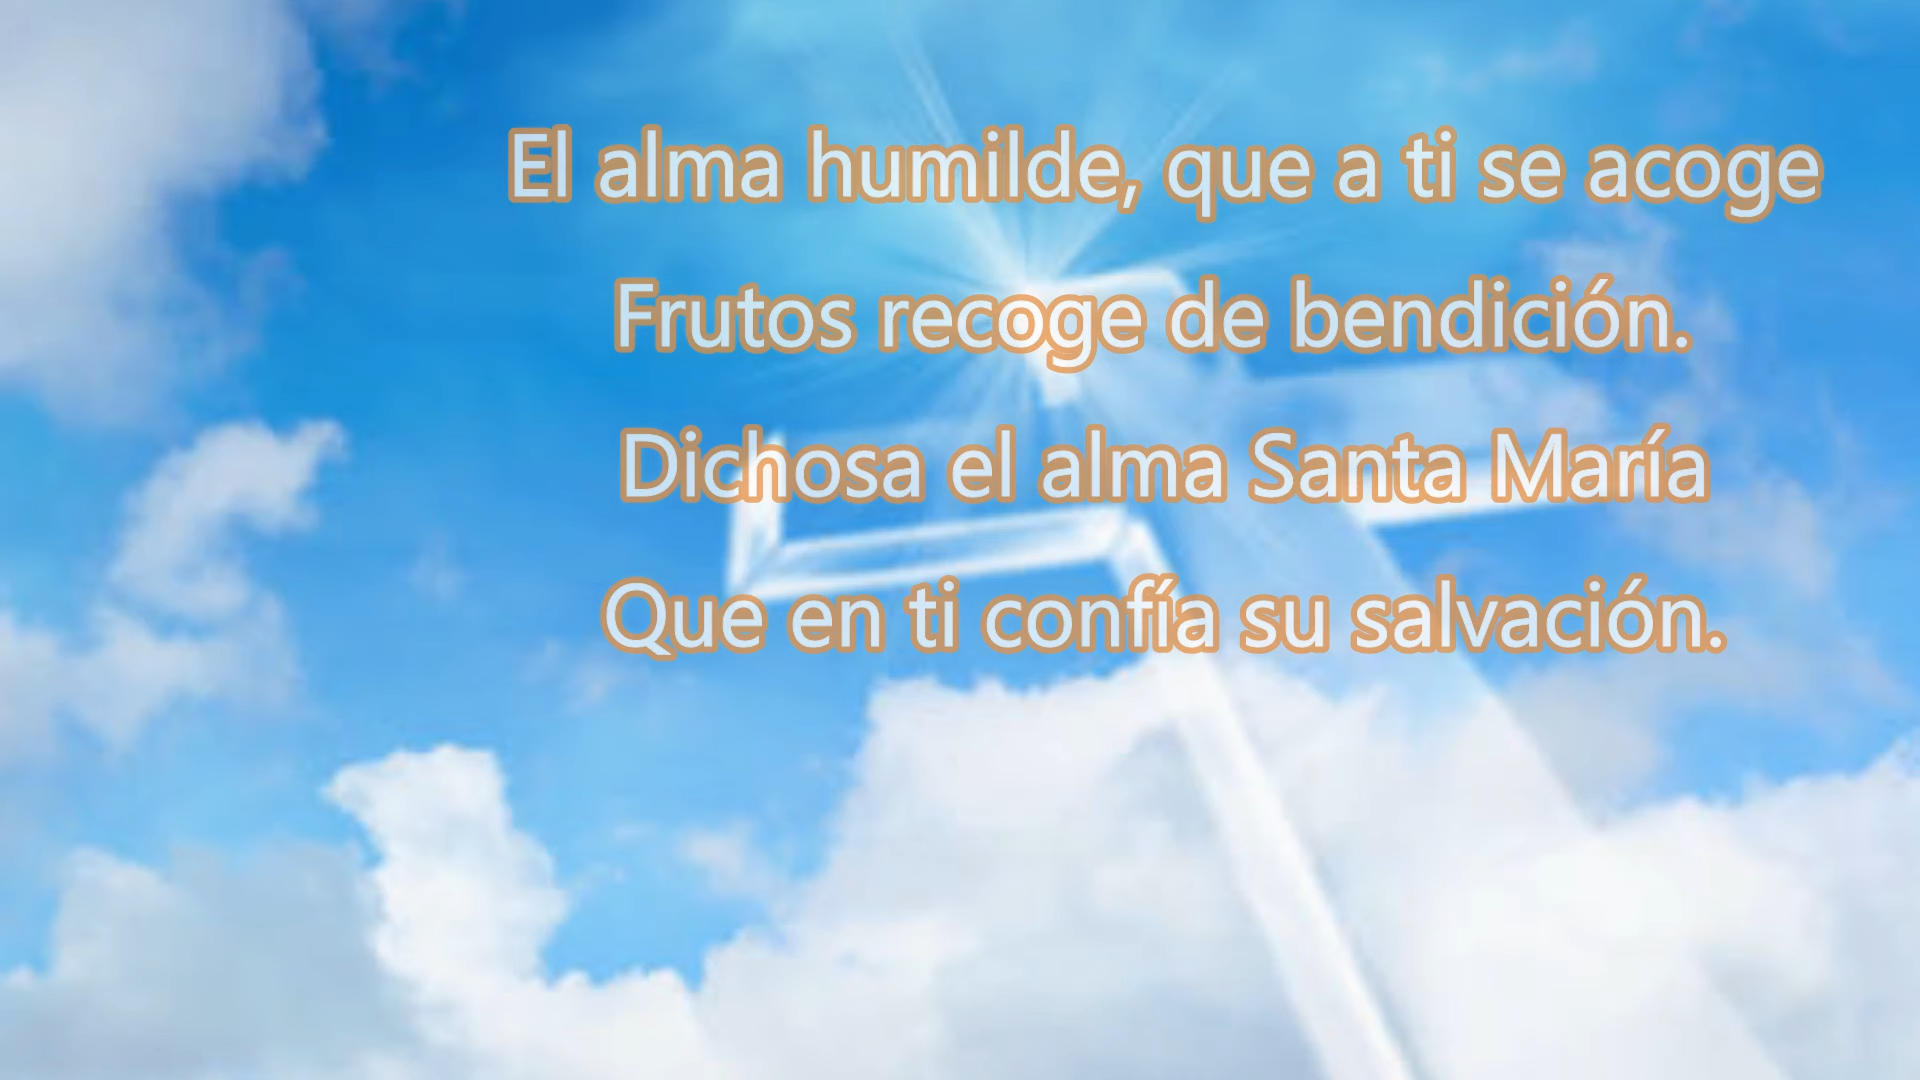 El alma humilde, que a ti se acoge
Frutos recoge de bendición.
Dichosa el alma Santa María
Que en ti confía su salvación.